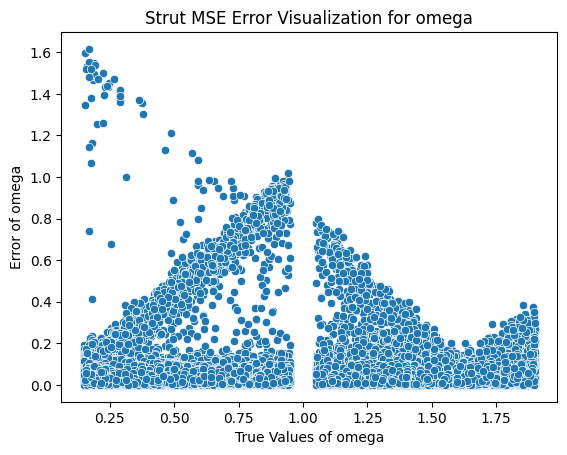 Strut MSE Error Visualization for omega
Error of omega
1.6
1.4
1.2
1.0
0.8
0.6
0.4
0.2
0.0
0.25 0.50 0.75 1.00 1.25 1.50 1.75
True Values of omega